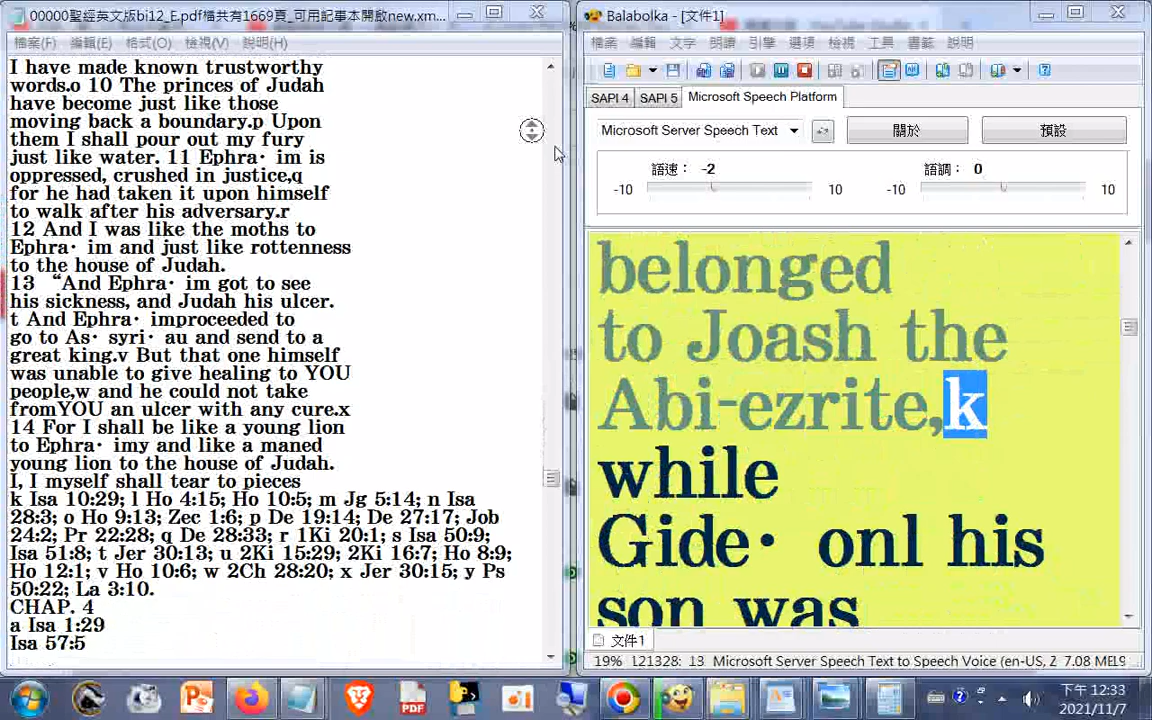 00000聖經英文版bi12_E.pdf檔共有1669頁_可用記事本開啟new.xm...
檔案(F) 編輯(E) 格式(O) 檢視(V) 說明(H)
I have made known trustworthy
words.o 10 The princes of Judah
have become just like those
moving back a boundary.p Upon
them I shall pour out my fury
just like water. 11 Ephra· im is
oppressed, crushed in justice,q
for he had taken it upon himself
to walk after his adversary.r
12 And I was like the moths to
Ephra· im and just like rottenness
to the house of Judah.
13 “And Ephra· im got to see
his sickness, and Judah his ulcer.
t And Ephra· improceeded to
go to As· syri· au and send to a
great king.v But that one himself
was unable to give healing to YOU
people,w and he could not take
fromYOU an ulcer with any cure.x
14 For I shall be like a young lion
to Ephra· imy and like a maned
young lion to the house of Judah.
I, I myself shall tear to pieces
k Isa 10:29; l Ho 4:15; Ho 10:5; m Jg 5:14; n Isa
28:3; o Ho 9:13; Zec 1:6; p De 19:14; De 27:17; Job
24:2; Pr 22:28; q De 28:33; r 1Ki 20:1; s Isa 50:9;
Isa 51:8; t Jer 30:13; u 2Ki 15:29; 2Ki 16:7; Ho 8:9;
Ho 12:1; v Ho 10:6; w 2Ch 28:20; x Jer 30:15; y Ps
50:22; La 3:10.
CHAP. 4
a Isa 1:29
Isa 57:5
Balabolka - [文件1]
檔案 編輯 文字 朗讀 引擎 選項 檢視 工具 書籤 說明
SAPI 4 SAPI 5 Microsoft Speech Platform
Microsoft Server Speech Text 關於 預設
語速： -2 語調： 0
-10 10 -10 10
belonged
to Joash the
Abi-ezrite,k
while
Gide· onl his
son was
文件1
19% 121328: 13 Microsoft Server Speech Text to Speech Voice (en-US, 2 7.08 ME19
下午 12:33
2021/11/7